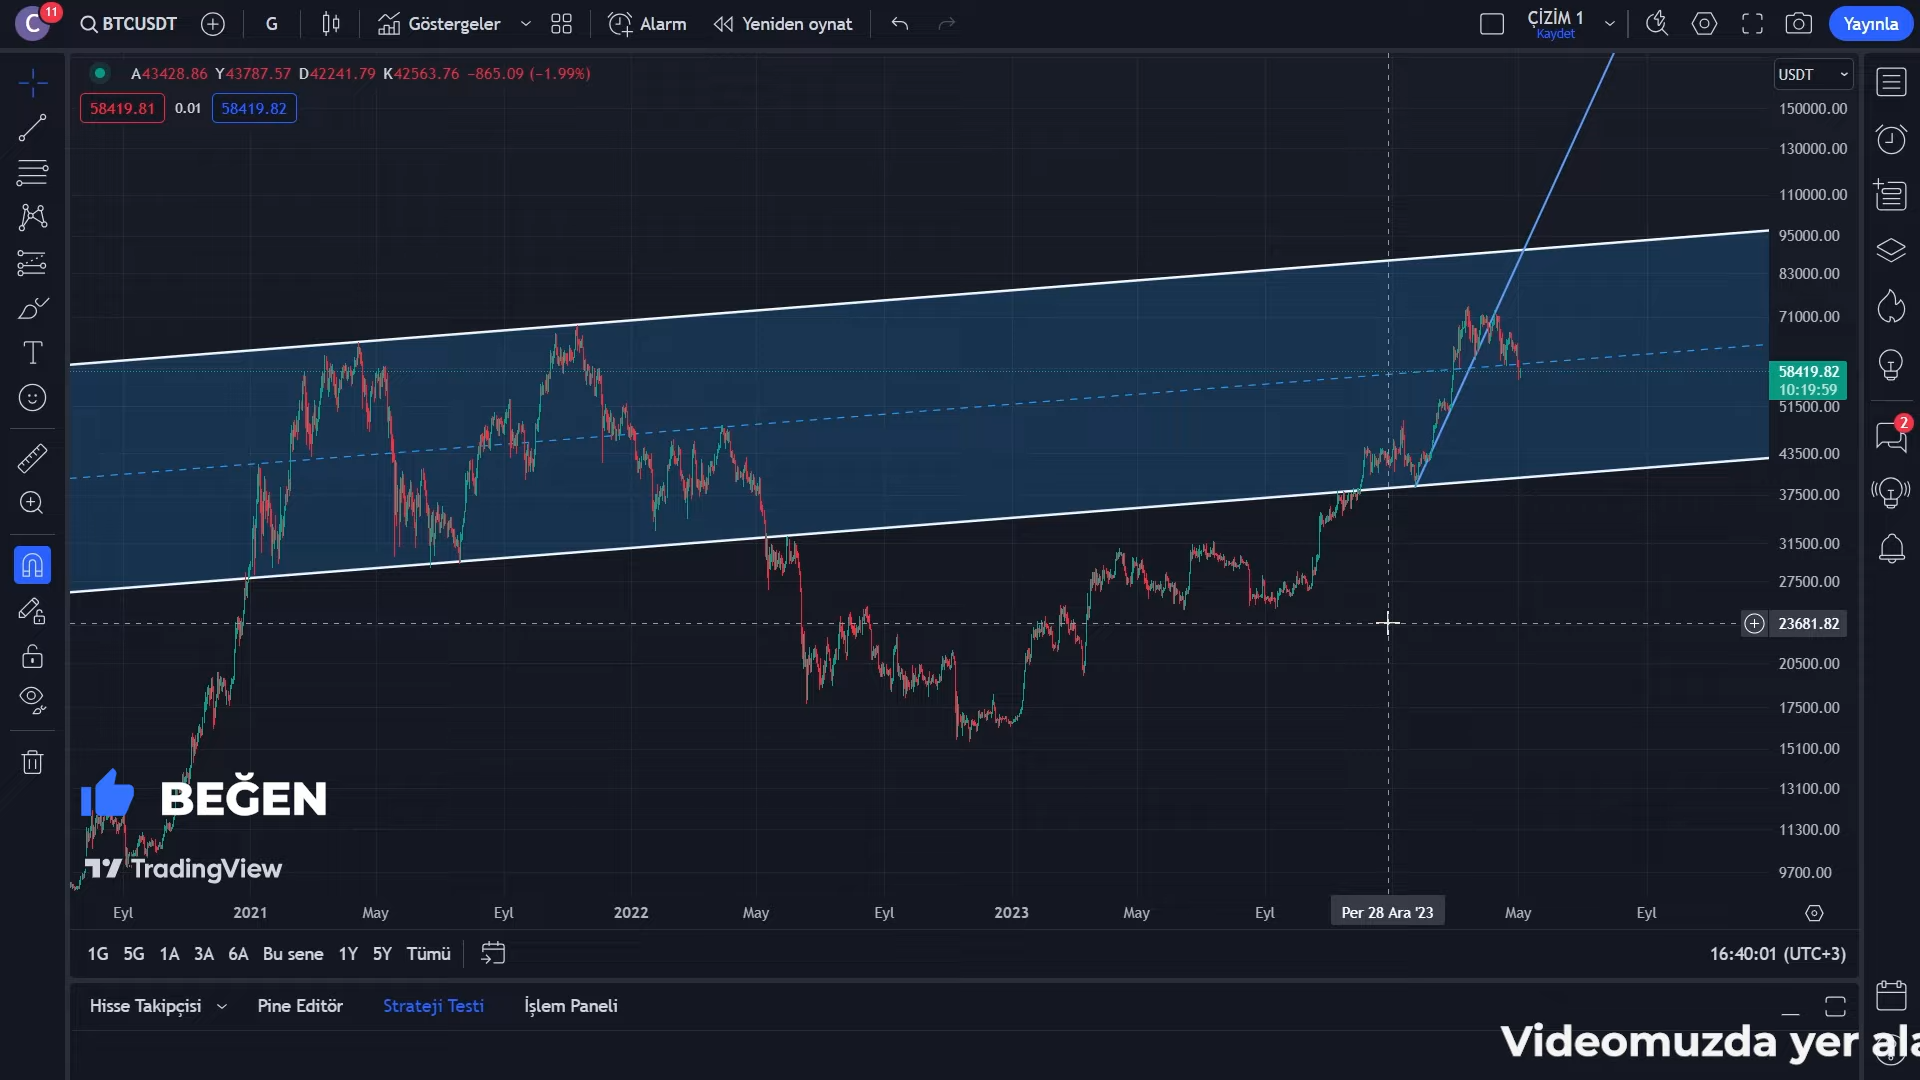 C 11 BTCUSDT G Göstergeler Alarm Yeniden oynat ÇİZİM 1 Kaydet Yayınla
A43428.86 Y43787.57 D42241.79 K42563.76 −865.09 (−1.99%)
58419.81 0.01 58419.82
USDT
150000.00
130000.00
110000.00
95000.00
83000.00
71000.00
58419.82
10:19:59
51500.00
43500.00
37500.00
31500.00
27500.00
23681.82
20500.00
17500.00
15100.00
13100.00
11300.00
9700.00
2
BEĞEN
TradingView
Eyl 2021 May Eyl 2022 May Eyl 2023 May Eyl Per 28 Ara '23 May Eyl
1G 5G 1A 3A 6A Bu sene 1Y 5Y Tümü 16:40:01 (UTC+3)
Hisse Takipçisi Pine Editör Strateji Testi İşlem Paneli
Videomuzda yer ala